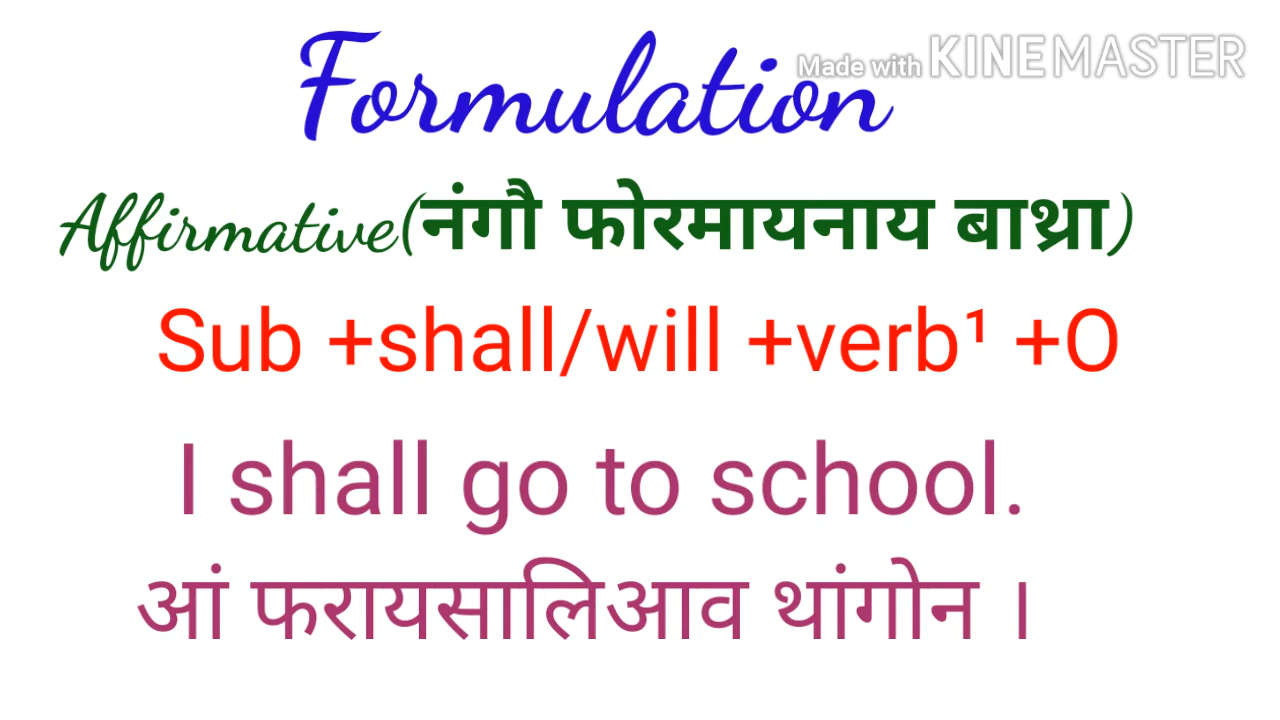 Formulation
Made with KINEMASTER
Affirmative(नंगौ फोरमायनाय बाथ्रा)
Sub +shall/will +verb¹ +O
I shall go to school.
आं फरायसालिआव थांगोन ।